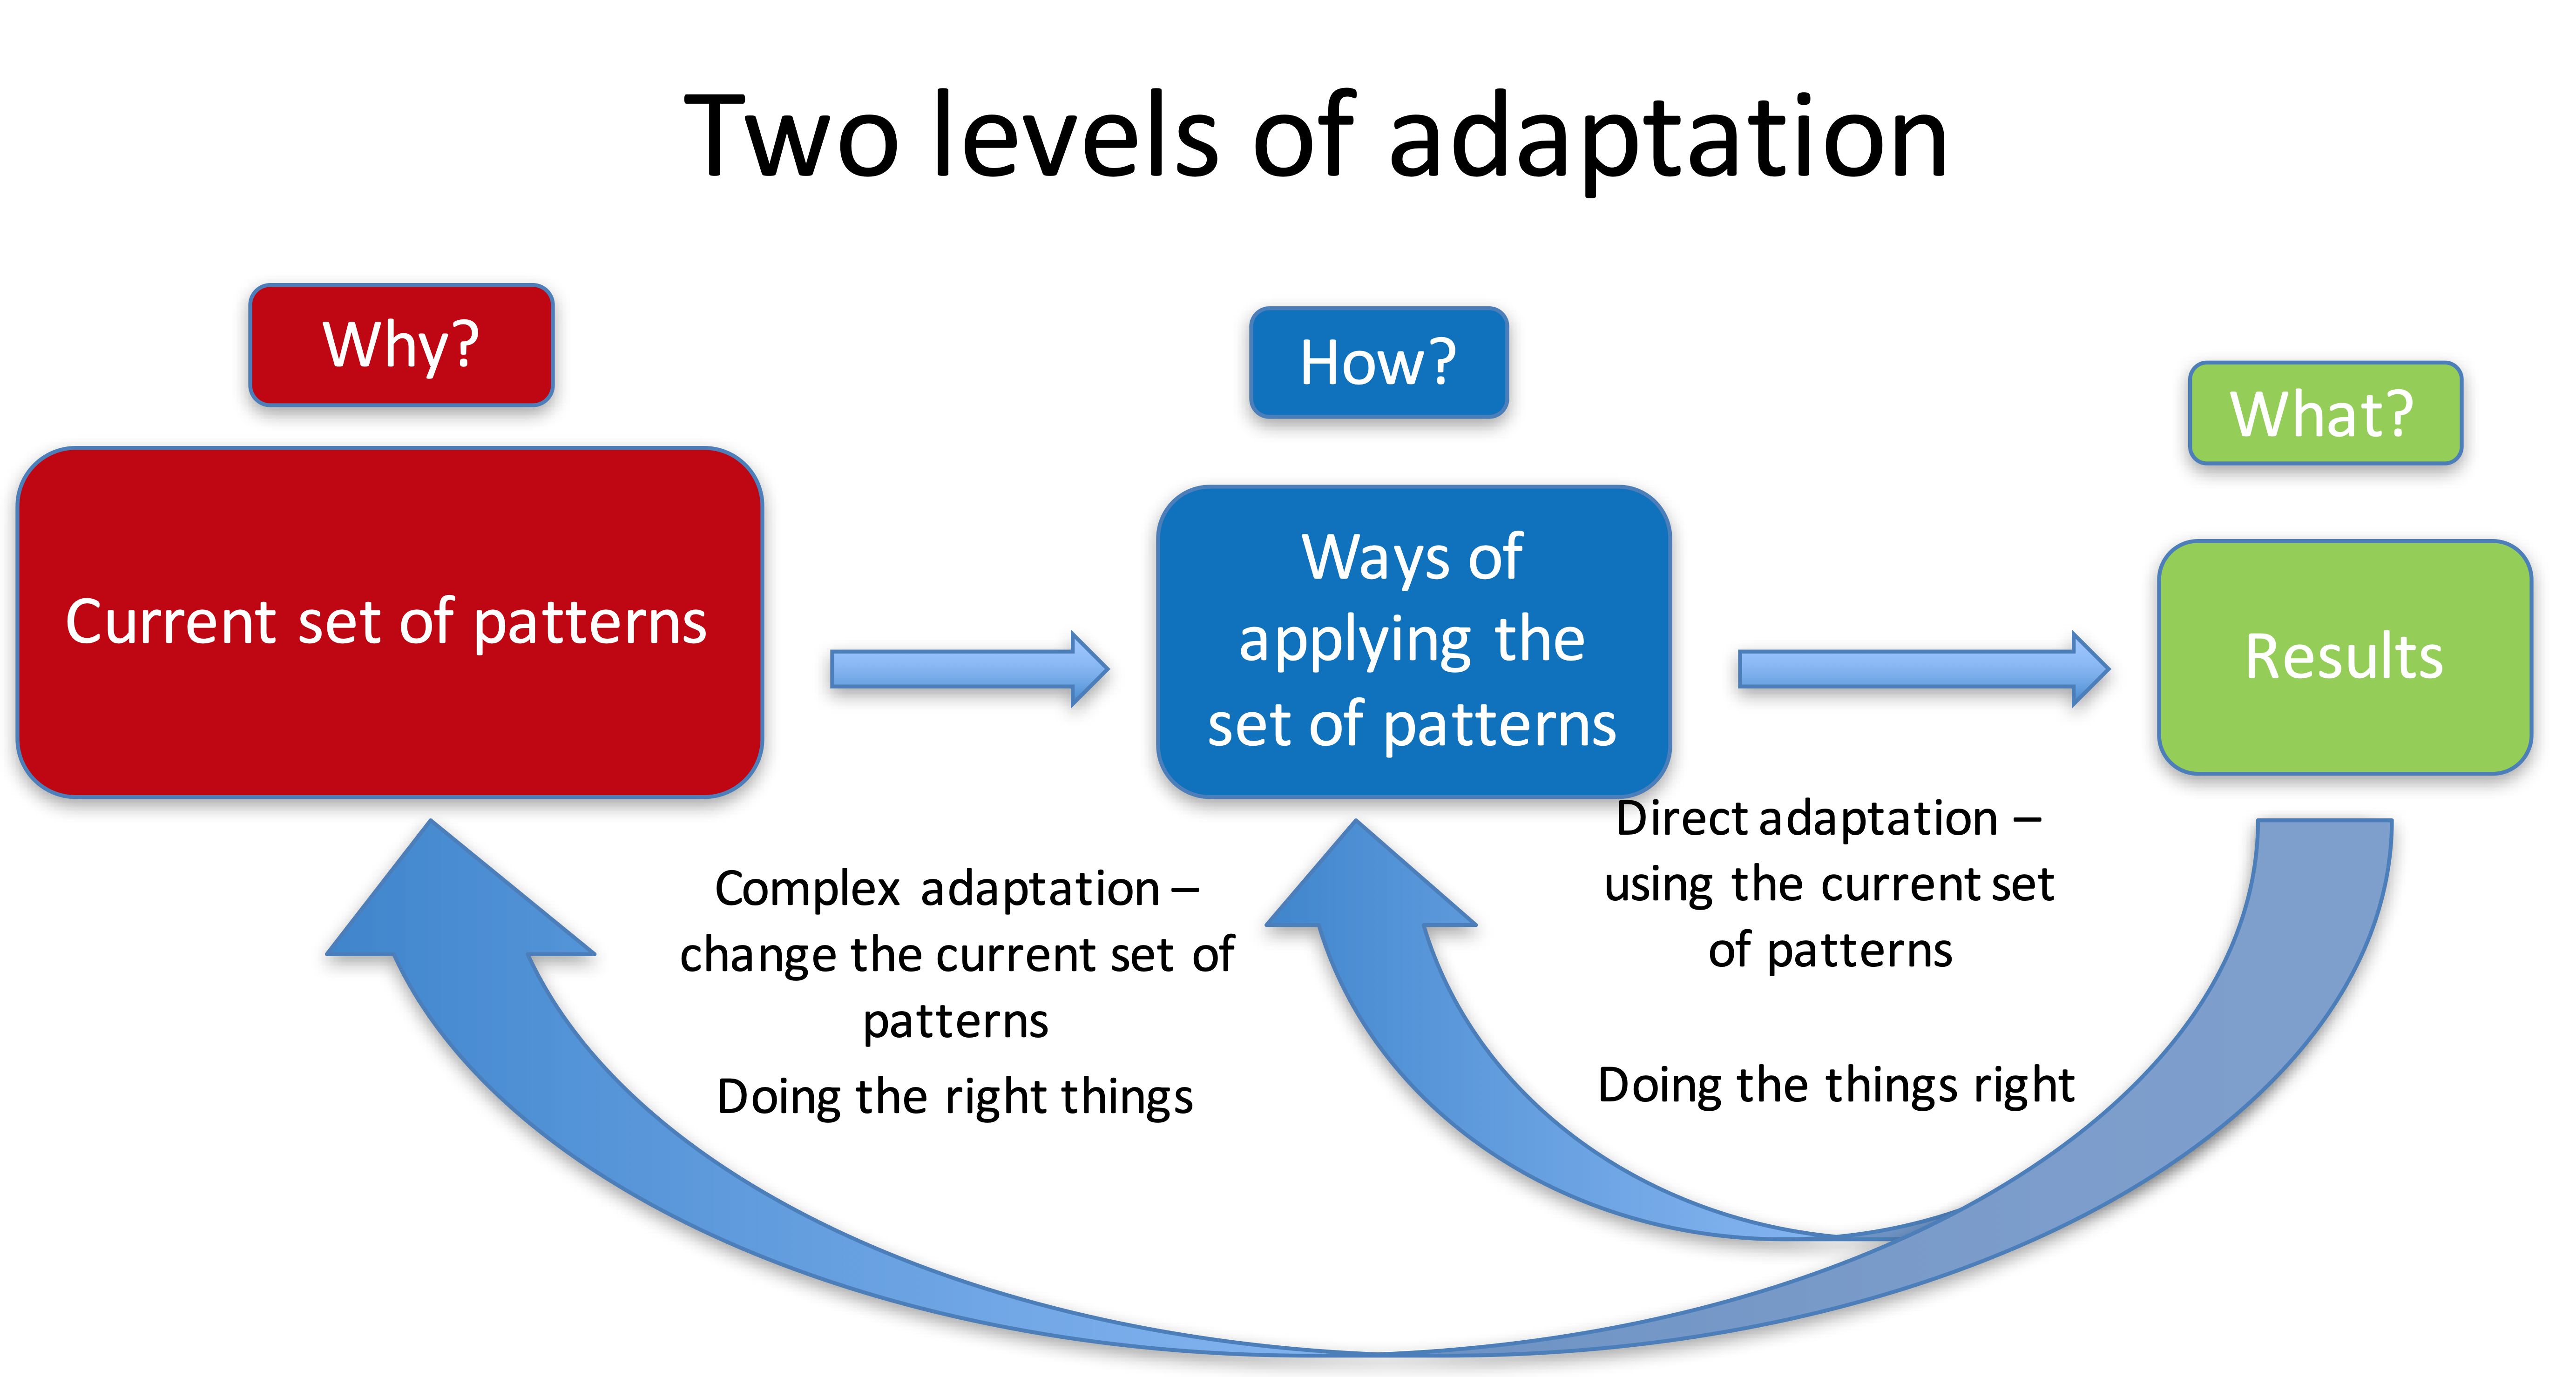 Two levels of adaptation
Why?
How?
What?
Current set of patterns
Ways of
applying the
set of patterns
Results
Complex adaptation –
change the current set of
patterns
Doing the right things
Direct adaptation –
using the current set
of patterns
Doing the things right